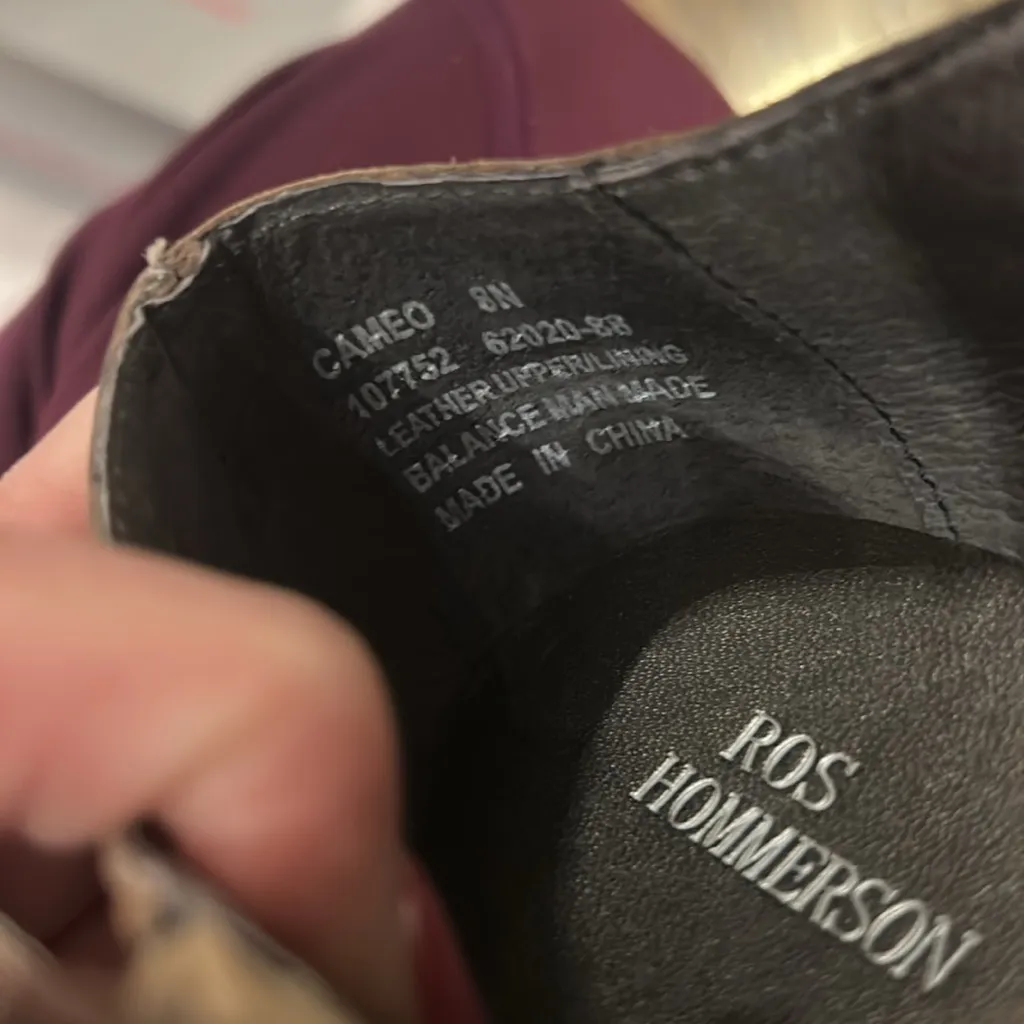 CAMEO 8N
107752 62020-88
LEATHER UPPER/LINING
BALANCE MAN MADE
MADE IN CHINA
ROS
HOMMERSON